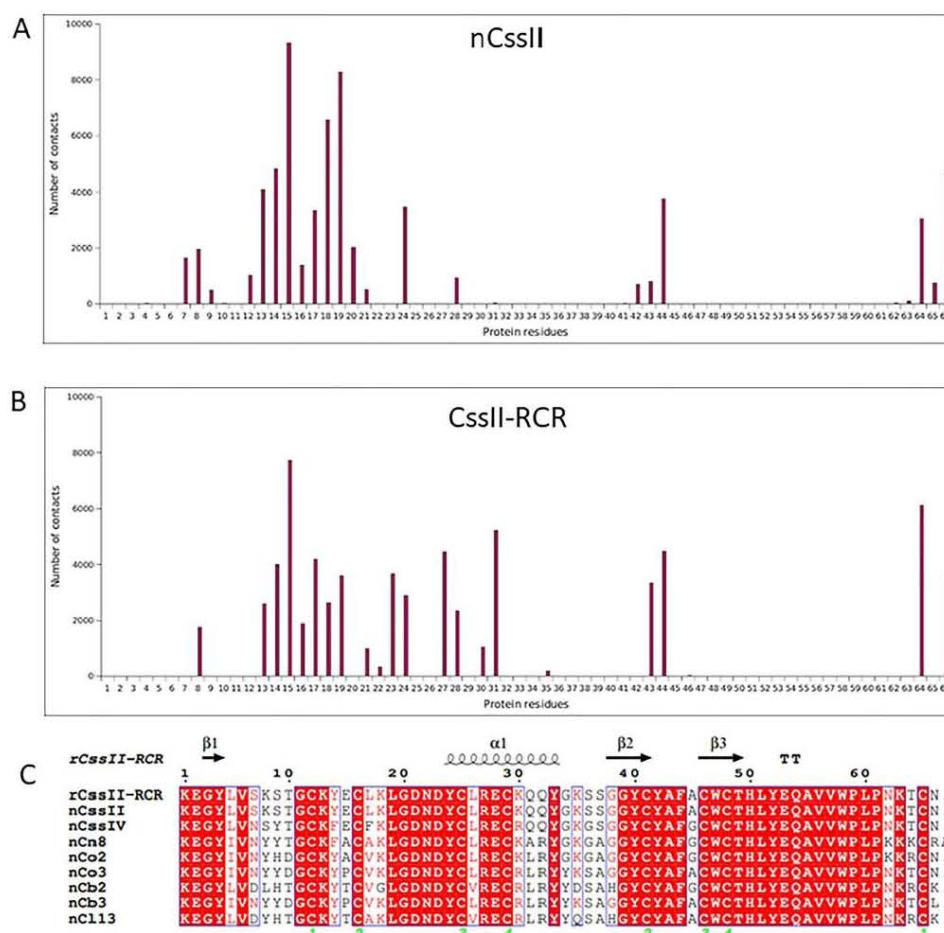 A
nCssII
Number of contacts
10000
8000
6000
4000
2000
0
1 2 3 4 5 6 7 8 9 10 11 12 13 14 15 16 17 18 19 20 21 22 23 24 25 26 27 28 29 30 31 32 33 34 35 36 37 38 39 40 41 42 43 44 45 46 47 48 49 50 51 52 53 54 55 56 57 58 59 60 61 62 63 64 65
Protein residues
B
CssII-RCR
Number of contacts
10000
8000
6000
4000
2000
0
1 2 3 4 5 6 7 8 9 10 11 12 13 14 15 16 17 18 19 20 21 22 23 24 25 26 27 28 29 30 31 32 33 34 35 36 37 38 39 40 41 42 43 44 45 46 47 48 49 50 51 52 53 54 55 56 57 58 59 60 61 62 63 64 65
Protein residues
C
rCssII-RCR β1 α1 β2 β3 TT
1 10 20 30 40 50 60
rCssII-RCR KEGYLVSKSTGCKYECLKLGDNDYCLRECKQQYGKSSGGYCYAFACWCTHLYEQAVVWPLPNKTCN
nCssII KEGYLVSKSTGCKYECLKLGDNDYCLRECKQQYGKSSGGYCYAFACWCTHLYEQAVVWPLPNKTCN
nCssIV
nCn8
nCo2
nCo3
nCb2
nCb3
nCl13
1 2 3 4 2 3 4 1